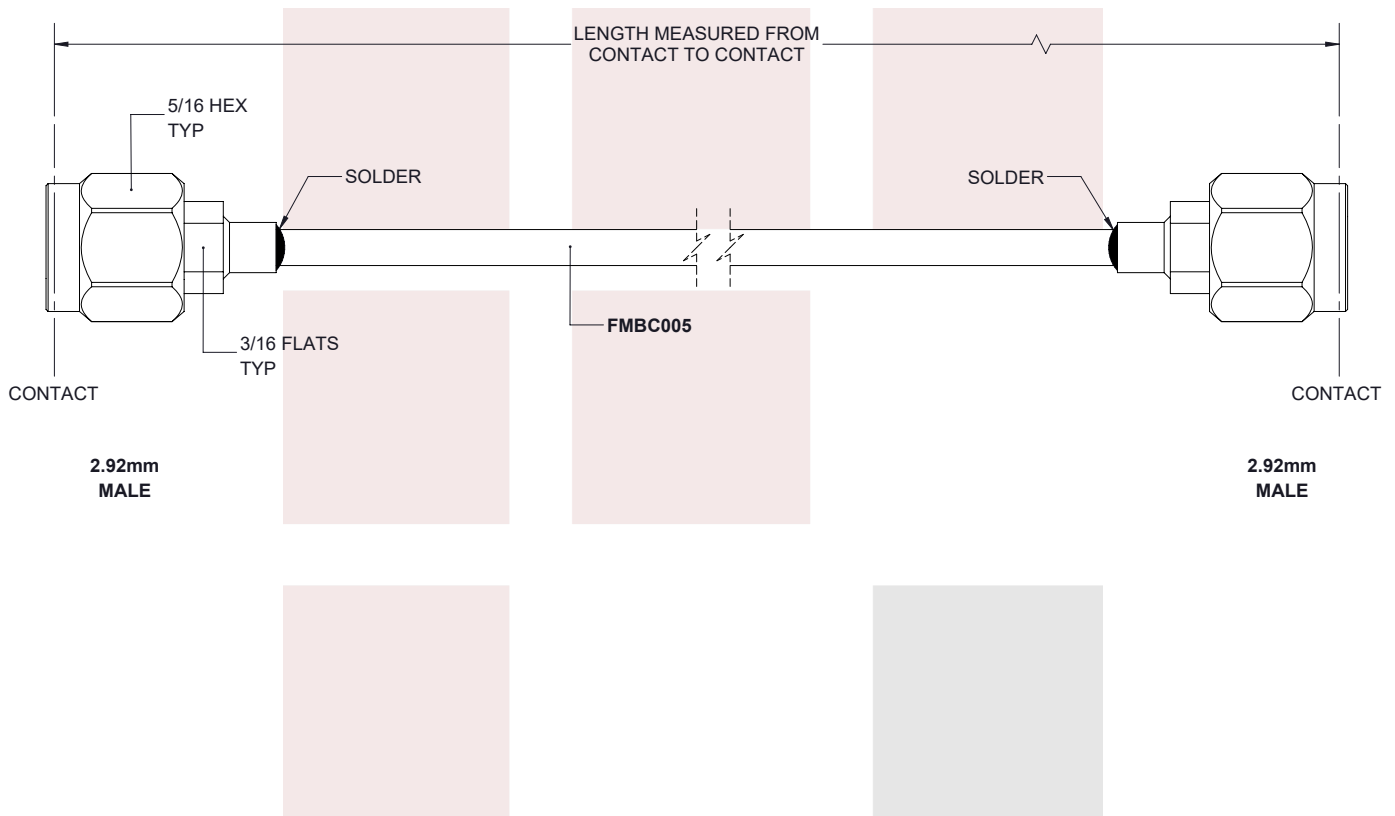 LENGTH MEASURED FROM
CONTACT TO CONTACT
5/16 HEX
TYP
SOLDER
SOLDER
FMBC005
3/16 FLATS
TYP
CONTACT
CONTACT
2.92mm
MALE
2.92mm
MALE